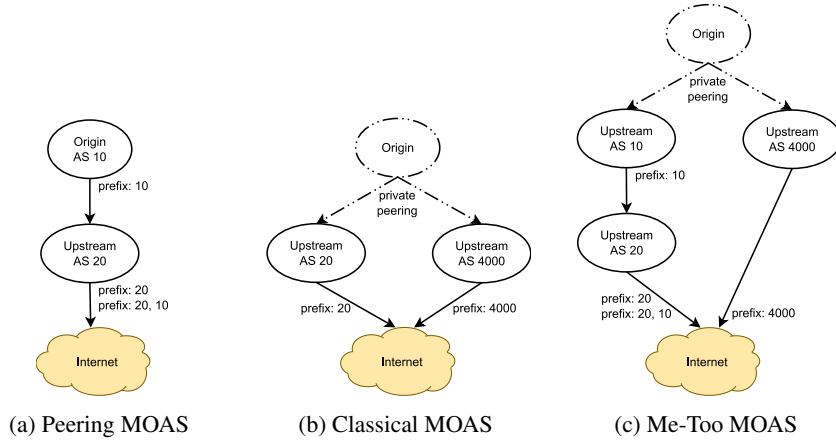 Origin
AS 10
prefix: 10
Upstream
AS 20
prefix: 20
prefix: 20, 10
Internet
(a) Peering MOAS
Origin
private
peering
Upstream
AS 20
Upstream
AS 4000
prefix: 20
prefix: 4000
Internet
(b) Classical MOAS
Origin
private
peering
Upstream
AS 10
Upstream
AS 4000
prefix: 10
Upstream
AS 20
prefix: 20
prefix: 20, 10
prefix: 4000
Internet
(c) Me-Too MOAS